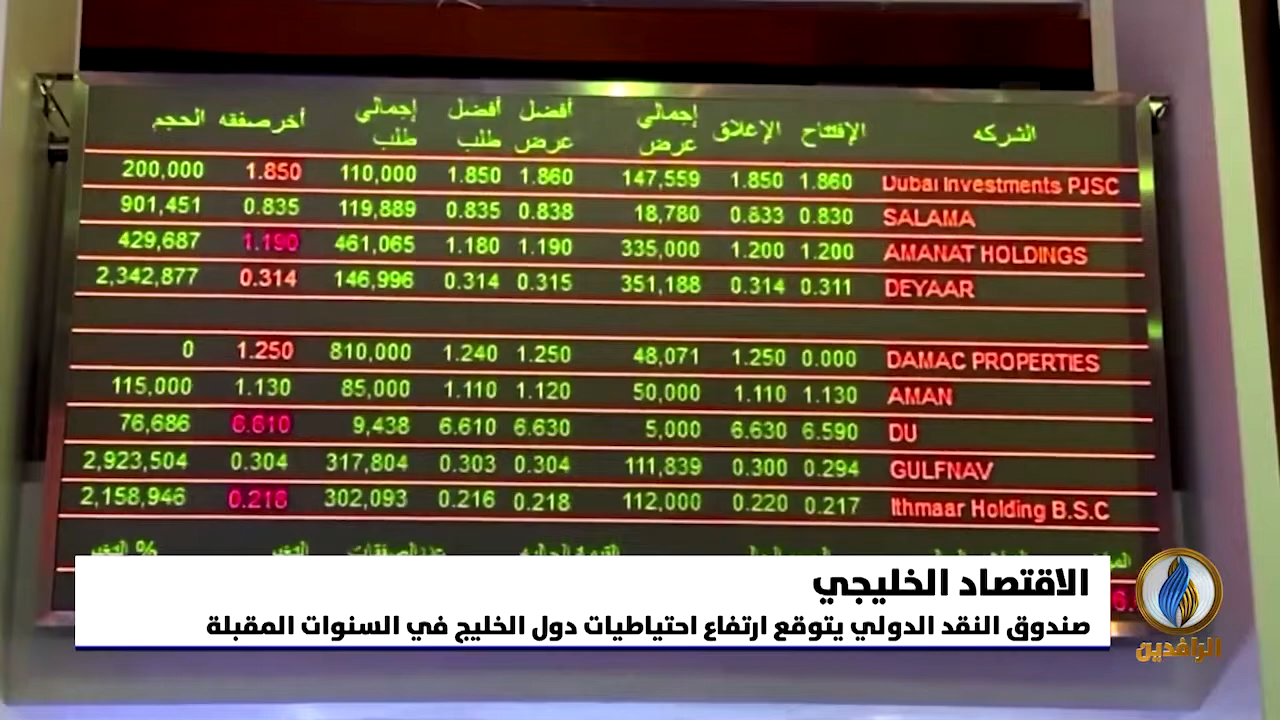 الشركه الإفتتاح الإعلاق إجمالي عرض أفضل عرض أفضل طلب إجمالي طلب أخرصفقه الحجم
Dubai Investments PJSC 1.860 1.850 147,559 1.860 1.850 110,000 1.850 200,000
SALAMA 0.830 0.833 18,780 0.838 0.835 119,889 0.835 901,451
AMANAT HOLDINGS 1.200 1.200 335,000 1.190 1.180 461,065 1.190 429,687
DEYAAR 0.311 0.314 351,188 0.315 0.314 146,996 0.314 2,342,877
DAMAC PROPERTIES 0.000 1.250 48,071 1.250 1.240 810,000 1.250 0
AMAN 1.130 1.110 50,000 1.120 1.110 85,000 1.130 115,000
DU 6.590 6.630 5,000 6.630 6.610 9,438 6.610 76,686
GULFNAV 0.294 0.300 111,839 0.304 0.303 317,804 0.304 2,923,504
Ithmaar Holding B.S.C 0.217 0.220 112,000 0.218 0.216 302,093 0.218 2,158,946
الاقتصاد الخليجي
صندوق النقد الدولي يتوقع ارتفاع احتياطيات دول الخليج في السنوات المقبلة
الرافدين